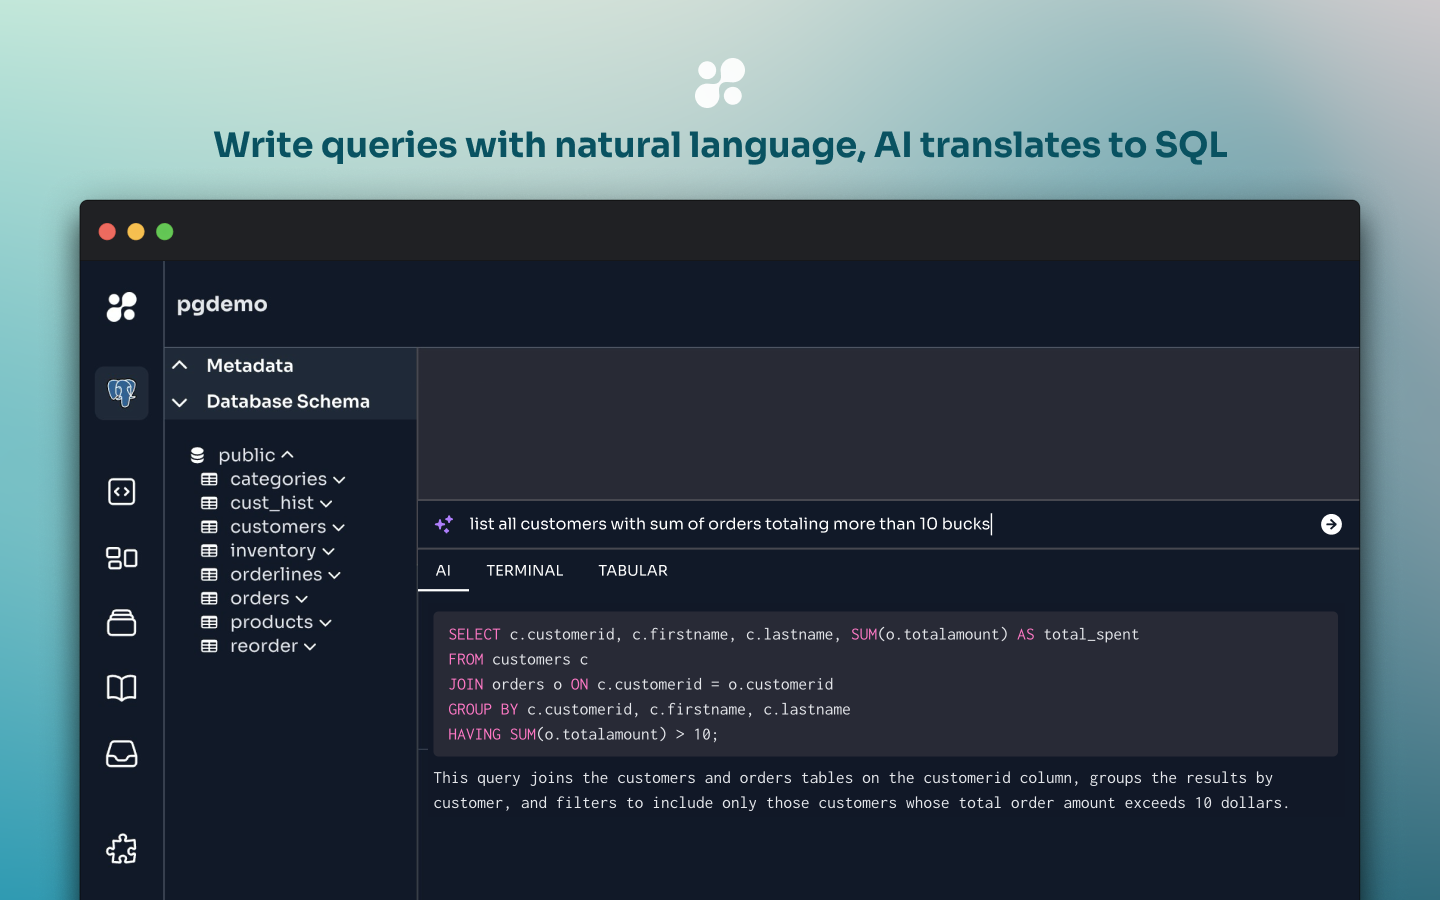 Write queries with natural language, AI translates to SQL
pgdemo
Metadata
Database Schema
public
categories
cust_hist
customers
inventory
orderlines
orders
products
reorder
list all customers with sum of orders totaling more than 10 bucks
AI TERMINAL TABULAR
SELECT c.customerid, c.firstname, c.lastname, SUM(o.totalamount) AS total_spent
FROM customers c
JOIN orders o ON c.customerid = o.customerid
GROUP BY c.customerid, c.firstname, c.lastname
HAVING SUM(o.totalamount) > 10;
This query joins the customers and orders tables on the customerid column, groups the results by
customer, and filters to include only those customers whose total order amount exceeds 10 dollars.